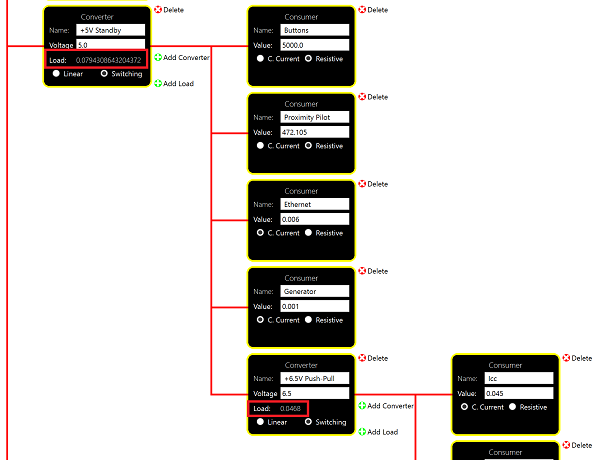 Converter
Delete
Name: +5V Standby
Voltage 5.0
Load: 0.0794308643204372
Linear Switching
Add Converter
Add Load
Consumer
Delete
Name: Buttons
Value: 5000.0
C. Current Resistive
Consumer
Delete
Name: Proximity Pilot
Value: 472.105
C. Current Resistive
Consumer
Delete
Name: Ethernet
Value: 0.006
C. Current Resistive
Consumer
Delete
Name: Generator
Value: 0.001
C. Current Resistive
Converter
Delete
Name: +6.5V Push-Pull
Voltage 6.5
Load: 0.0468
Linear Switching
Add Converter
Add Load
Consumer
Delete
Name: Icc
Value: 0.045
C. Current Resistive
Consumer
Delete